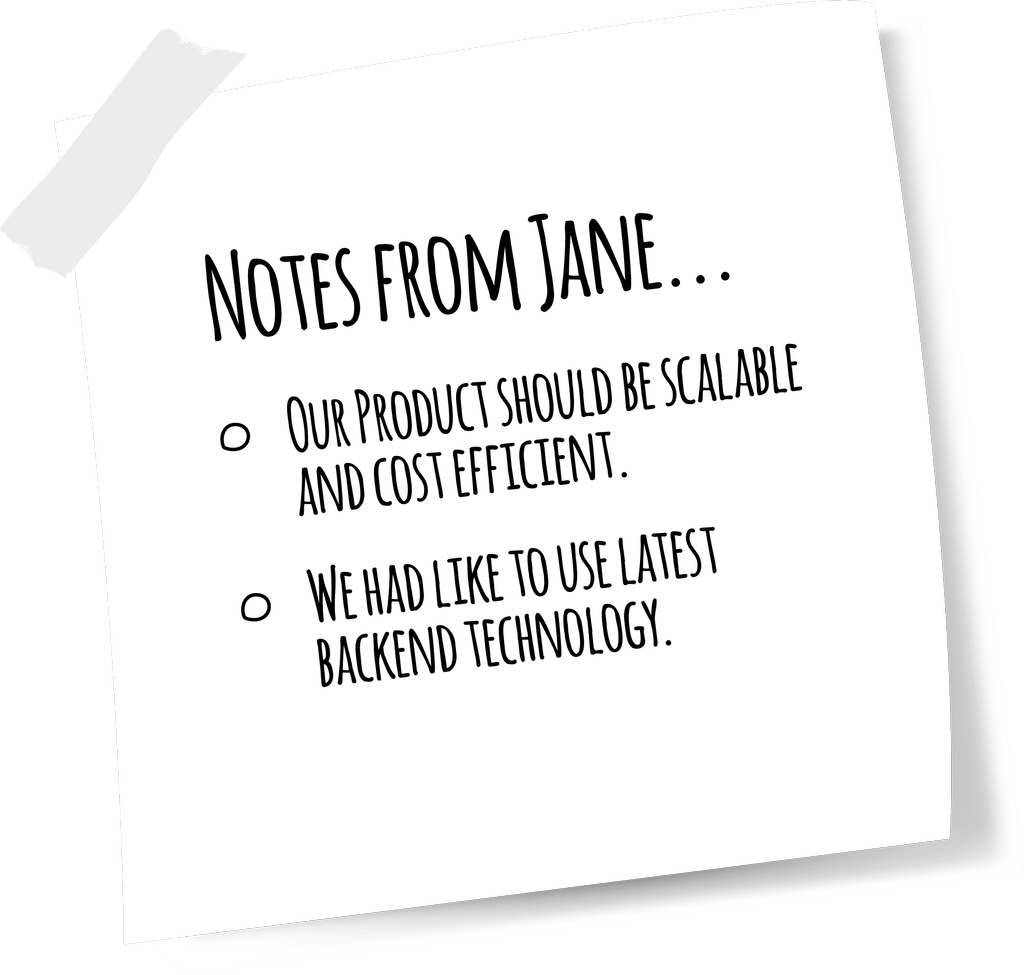 Notes from Jane...
o Our Product should be scalable
and cost efficient.
o We had like to use latest
backend technology.